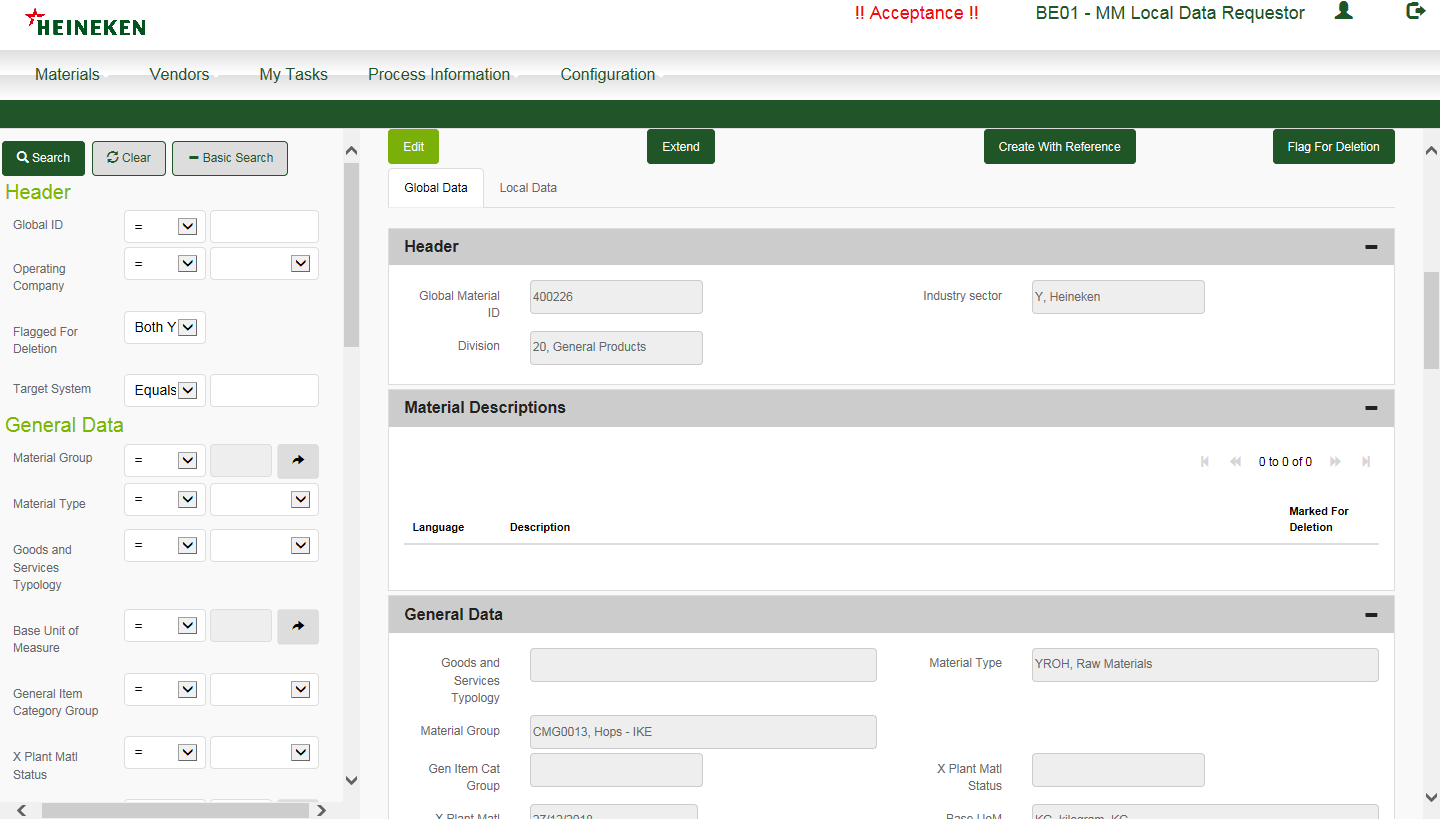 HEINEKEN
!! Acceptance !!
BE01 - MM Local Data Requestor
Materials
Vendors
My Tasks
Process Information
Configuration
Search
Clear
Basic Search
Header
Global ID
=
Operating
Company
=
Flagged For
Deletion
Both Y
Target System
Equals
General Data
Material Group
=
Material Type
=
Goods and
Services
Typology
=
Base Unit of
Measure
=
General Item
Category Group
=
X Plant Matl
Status
=
Edit
Extend
Create With Reference
Flag For Deletion
Global Data
Local Data
Header
Global Material
ID
400226
Industry sector
Y, Heineken
Division
20, General Products
Material Descriptions
0 to 0 of 0
Language
Description
Marked For
Deletion
General Data
Goods and
Services
Typology
Material Type
YROH, Raw Materials
Material Group
CMG0013, Hops - IKE
Gen Item Cat
Group
X Plant Matl
Status
X Plant Matl
27/12/2018
Base UoM
KG, kilogram, KG